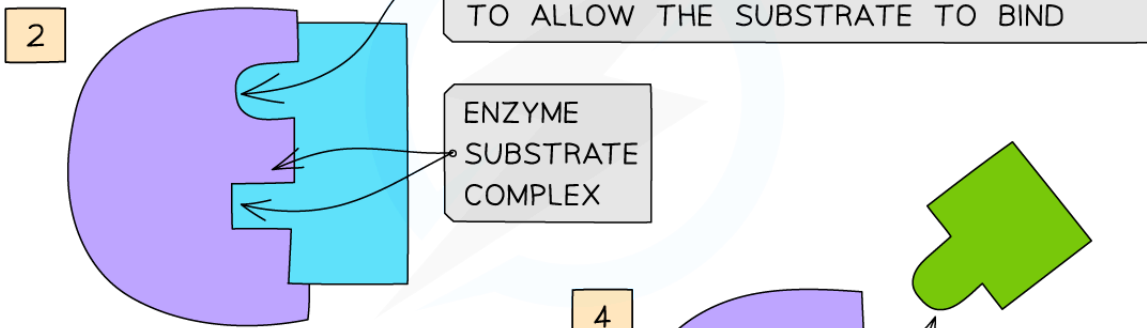 2
TO ALLOW THE SUBSTRATE TO BIND
ENZYME
SUBSTRATE
COMPLEX
4